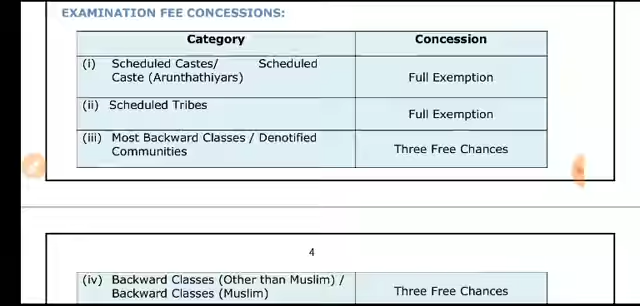 EXAMINATION FEE CONCESSIONS:
Category Concession
(i) Scheduled Castes/ Scheduled
Caste (Arunthathiyars) Full Exemption
(ii) Scheduled Tribes Full Exemption
(iii) Most Backward Classes / Denotified
Communities Three Free Chances
4
(iv) Backward Classes (Other than Muslim) /
Backward Classes (Muslim) Three Free Chances